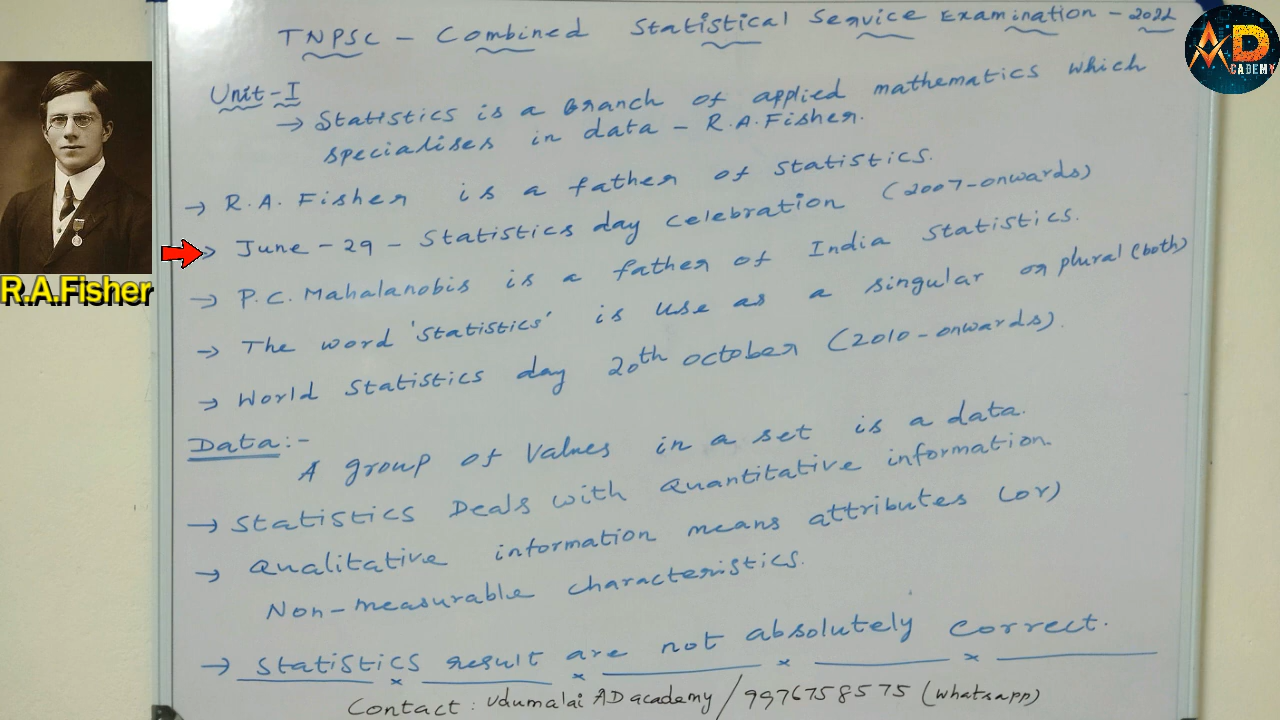 TNPSC - Combined Statistical Service Examination - 2022
AD
ACADEMY
Unit-I
→ Statistics is a Branch of applied mathematics which
specialises in data - R.A.Fisher.
→ R.A. Fisher is a father of statistics.
→ June - 29 - Statistics day celebration (2007-onwards)
→ P.C. Mahalanobis is a father of India Statistics.
→ The word 'Statistics' is use as a singular or plural (both)
→ World Statistics day 20th october (2010-onwards).
R.A.Fisher
Data:-
A group of Values in a set is a data.
→ Statistics Deals with Quantitative information.
→ Qualitative information means attributes (or)
Non-measurable characteristics.
→ Statistics result are not absolutely correct.
Contact: Udumalai AD academy / 9976758575 (whatsapp)